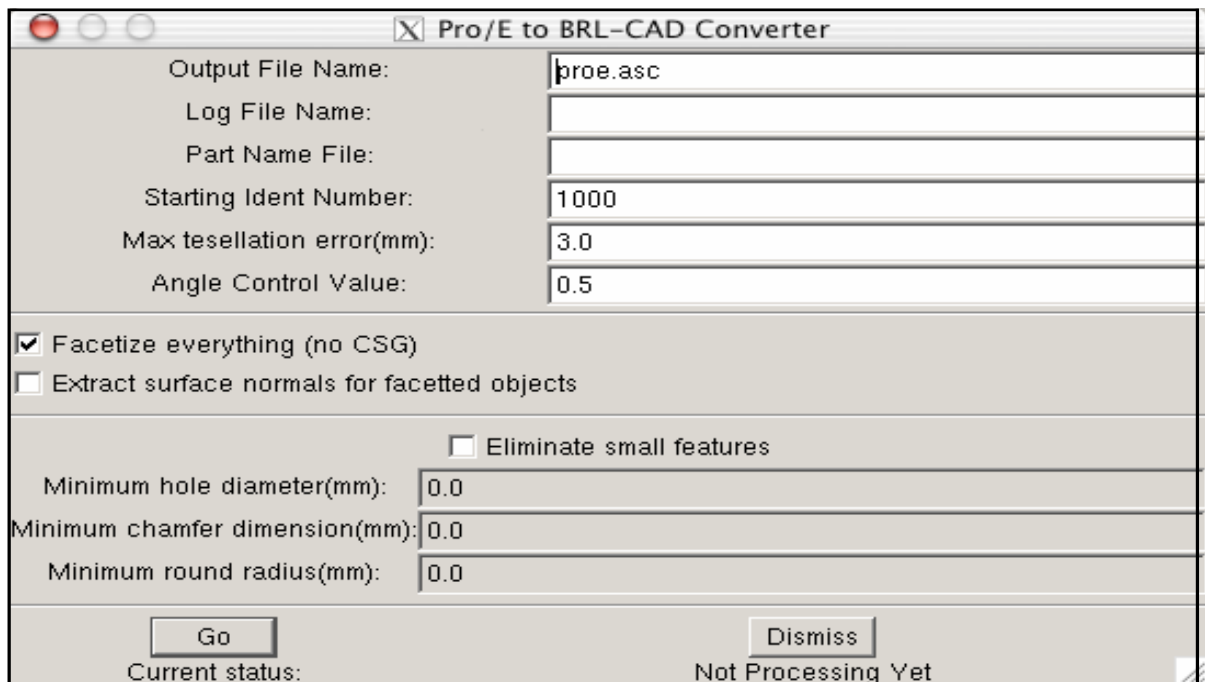 Pro/E to BRL-CAD Converter
Output File Name: proe.asc
Log File Name:
Part Name File:
Starting Ident Number: 1000
Max tesellation error(mm): 3.0
Angle Control Value: 0.5
Facetize everything (no CSG)
Extract surface normals for facetted objects
Eliminate small features
Minimum hole diameter(mm): 0.0
Minimum chamfer dimension(mm): 0.0
Minimum round radius(mm): 0.0
Go Dismiss
Current status: Not Processing Yet